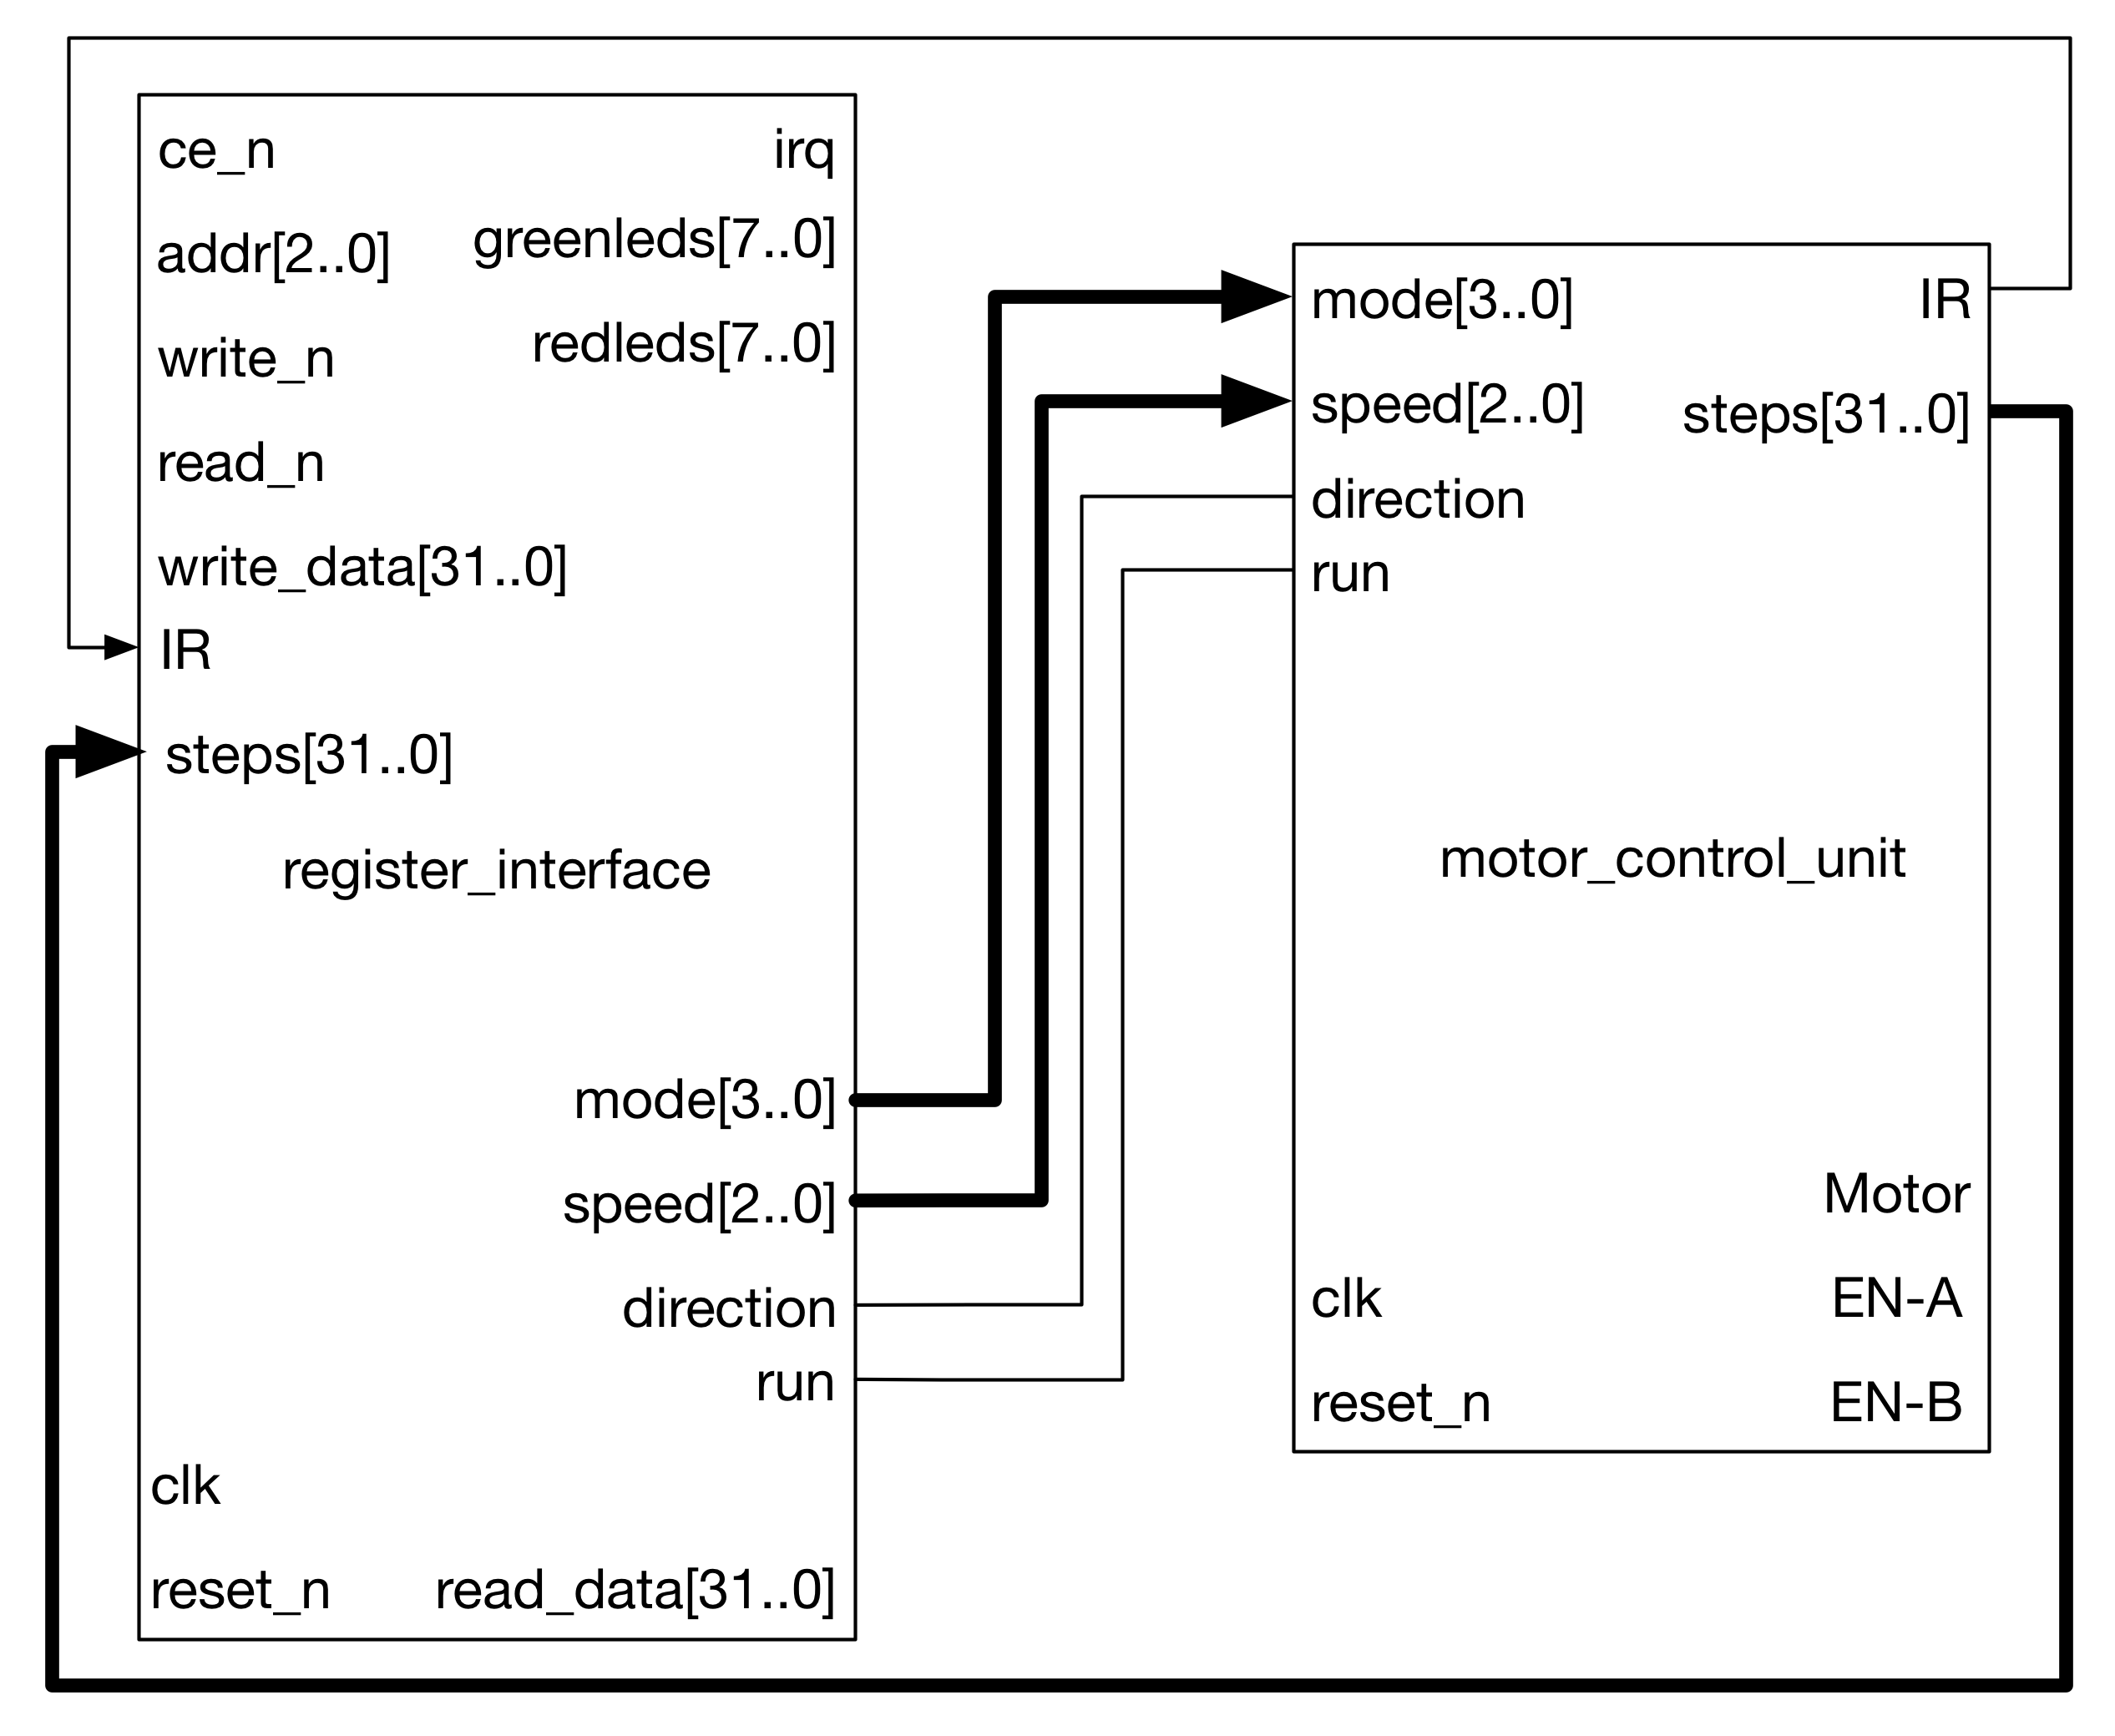 ce_n
irq
addr[2..0]
greenleds[7..0]
write_n
redleds[7..0]
read_n
write_data[31..0]
IR
steps[31..0]
register_interface
mode[3..0]
speed[2..0]
direction
run
clk
reset_n
read_data[31..0]
mode[3..0]
IR
speed[2..0]
steps[31..0]
direction
run
motor_control_unit
Motor
clk
EN-A
reset_n
EN-B